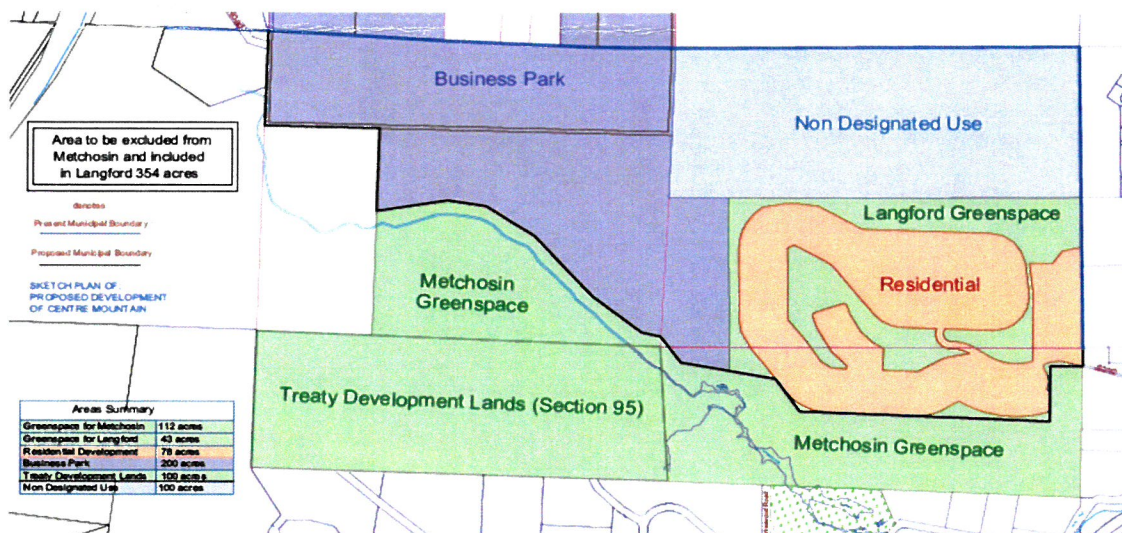 Business Park
Non Designated Use
Area to be excluded from
Metchosin and included
in Langford 354 acres
denotes
Present Municipal Boundary
Proposed Municipal Boundary
SKETCH PLAN OF
PROPOSED DEVELOPMENT
OF CENTRE MOUNTAIN
Langford Greenspace
Residential
Metchosin
Greenspace
Treaty Development Lands (Section 95)
Metchosin Greenspace
Areas Summary
Greenspace for Metchosin 112 acres
Greenspace for Langford 43 acres
Residential Development 78 acres
Business Park 200 acres
Treaty Development Lands 100 acres
Non Designated Use 100 acres